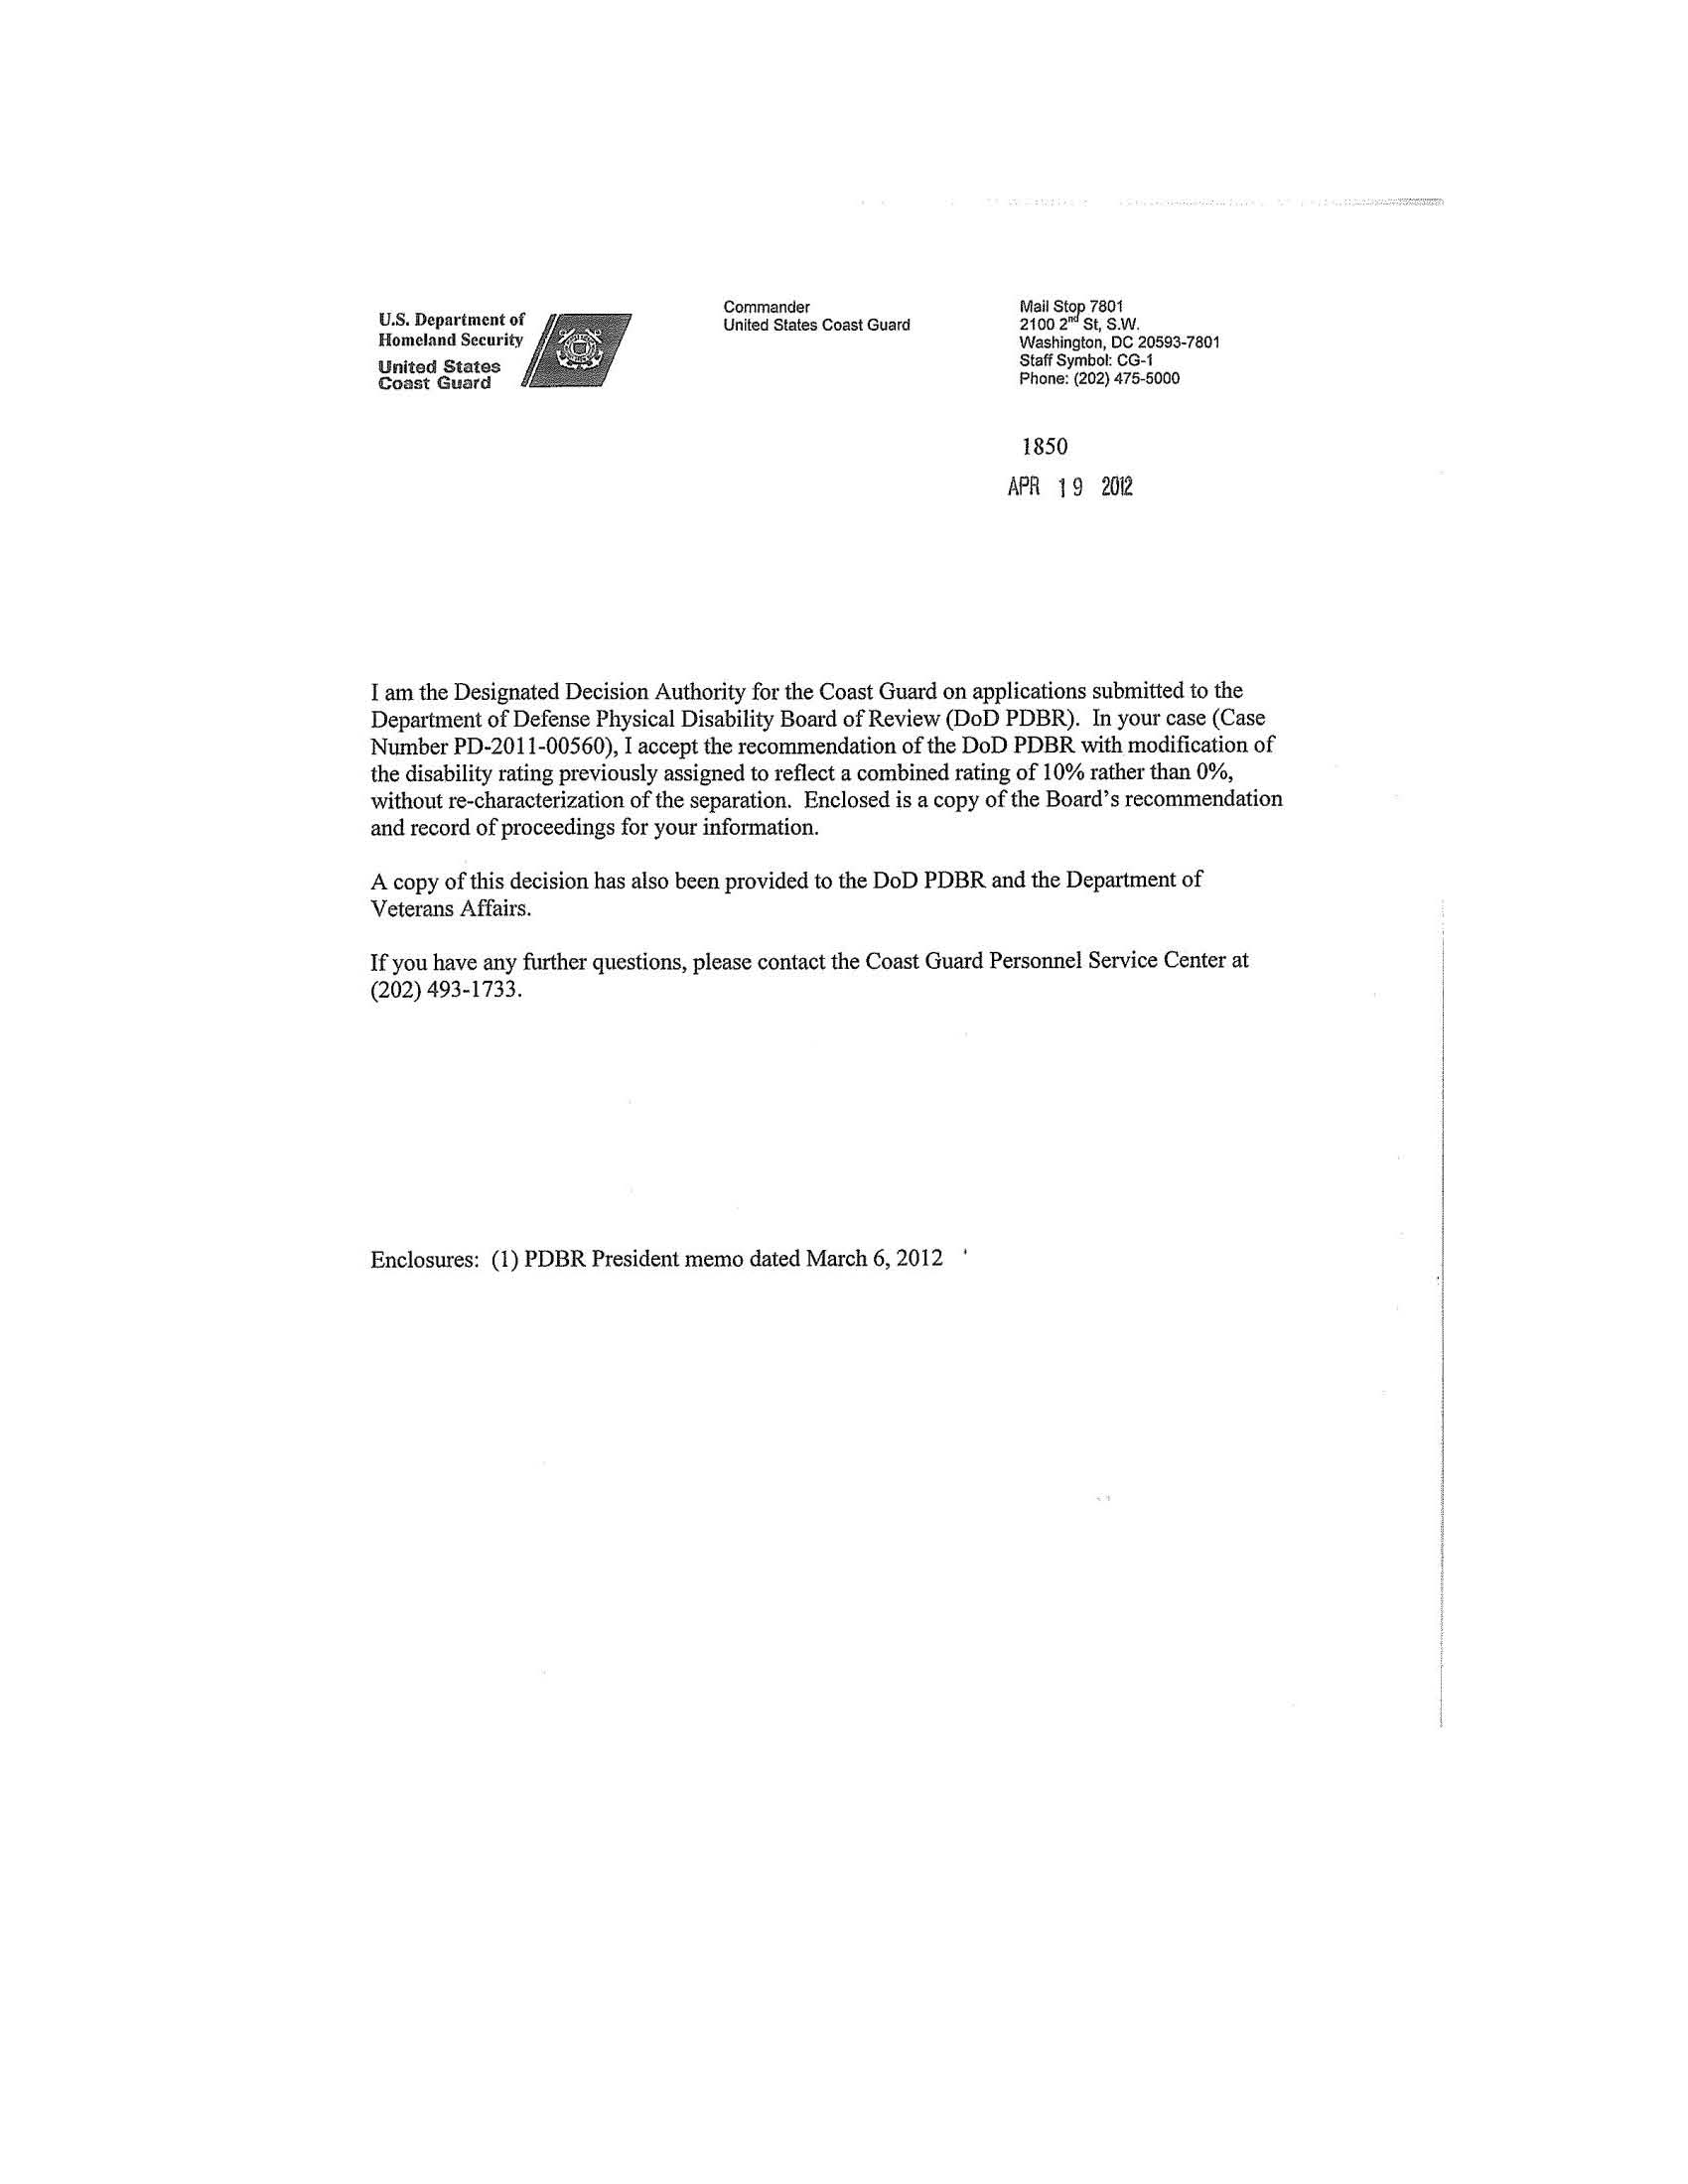 U.S. Department of
Homeland Security
United States
Coast Guard
Commander
United States Coast Guard
Mail Stop 7801
2100 2nd St, S.W.
Washington, DC 20593-7801
Staff Symbol: CG-1
Phone: (202) 475-5000
1850
APR 19 2012
I am the Designated Decision Authority for the Coast Guard on applications submitted to the
Department of Defense Physical Disability Board of Review (DoD PDBR). In your case (Case
Number PD-2011-00560), I accept the recommendation of the DoD PDBR with modification of
the disability rating previously assigned to reflect a combined rating of 10% rather than 0%,
without re-characterization of the separation. Enclosed is a copy of the Board's recommendation
and record of proceedings for your information.
A copy of this decision has also been provided to the DoD PDBR and the Department of
Veterans Affairs.
If you have any further questions, please contact the Coast Guard Personnel Service Center at
(202) 493-1733.
Enclosures: (1) PDBR President memo dated March 6, 2012